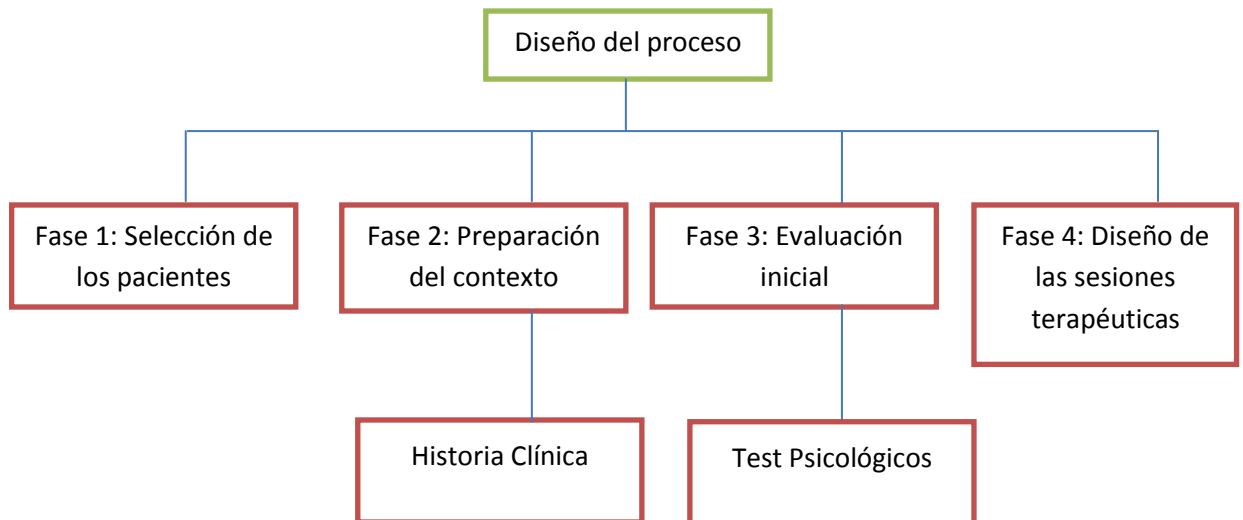 Diseño del proceso
Fase 1: Selección de
los pacientes
Fase 2: Preparación
del contexto
Fase 3: Evaluación
inicial
Fase 4: Diseño de
las sesiones
terapéuticas
Historia Clínica
Test Psicológicos